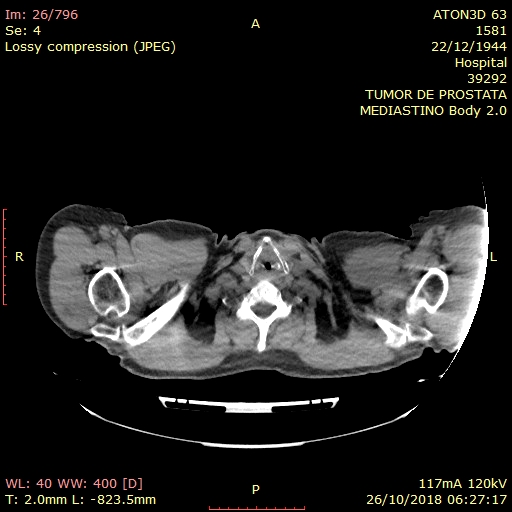 Im: 26/796
Se: 4
Lossy compression (JPEG)
A
ATON3D 63
1581
22/12/1944
Hospital
39292
TUMOR DE PROSTATA
MEDIASTINO Body 2.0
R
L
WL: 40 WW: 400 [D]
T: 2.0mm L: -823.5mm
P
117mA 120kV
26/10/2018 06:27:17